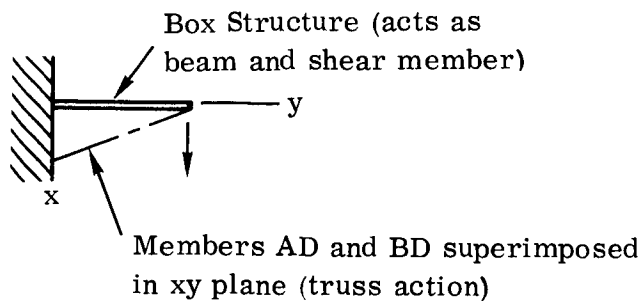 Box Structure (acts as
beam and shear member)
y
x
Members AD and BD superimposed
in xy plane (truss action)